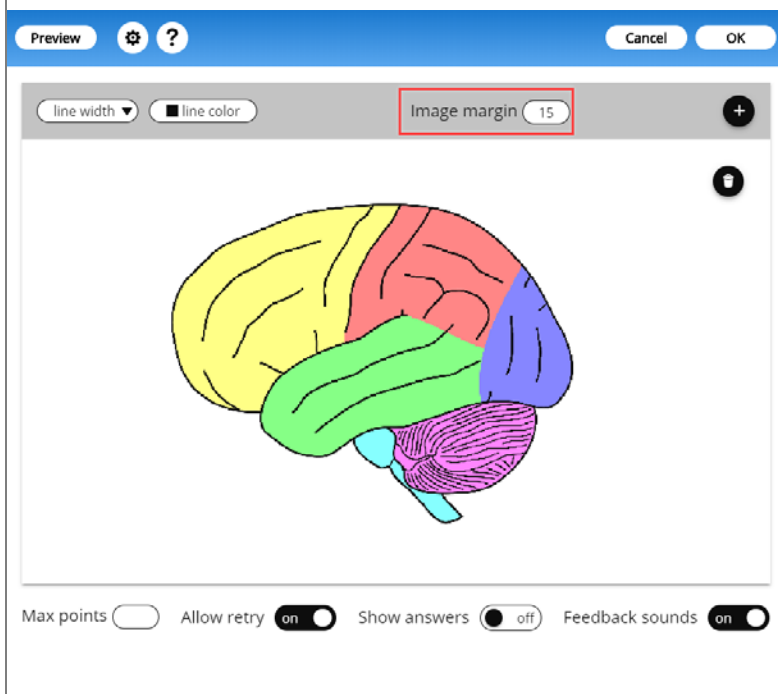 Preview ? Cancel OK
line width ▼ line color Image margin 15 +
Max points Allow retry on Show answers off Feedback sounds on